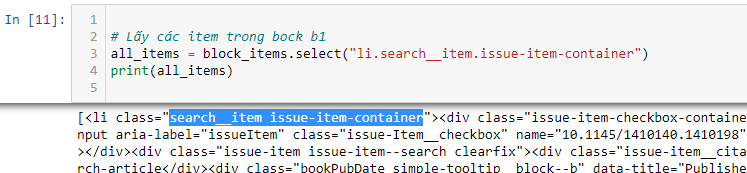 In [11]:
1
2 # Lấy các item trong bock b1
3 all_items = block_items.select("li.search__item.issue-item-container")
4 print(all_items)
5
[<li class="search__item issue-item-container"><div class="issue-item-checkbox-containe
nput aria-label="issueItem" class="issue-Item__checkbox" name="10.1145/1410140.1410198"
></div><div class="issue-item issue-item--search clearfix"><div class="issue-item__cita
rch-article</div><div class="bookPubDate simple-tooltip__block--b" data-title="Publishe